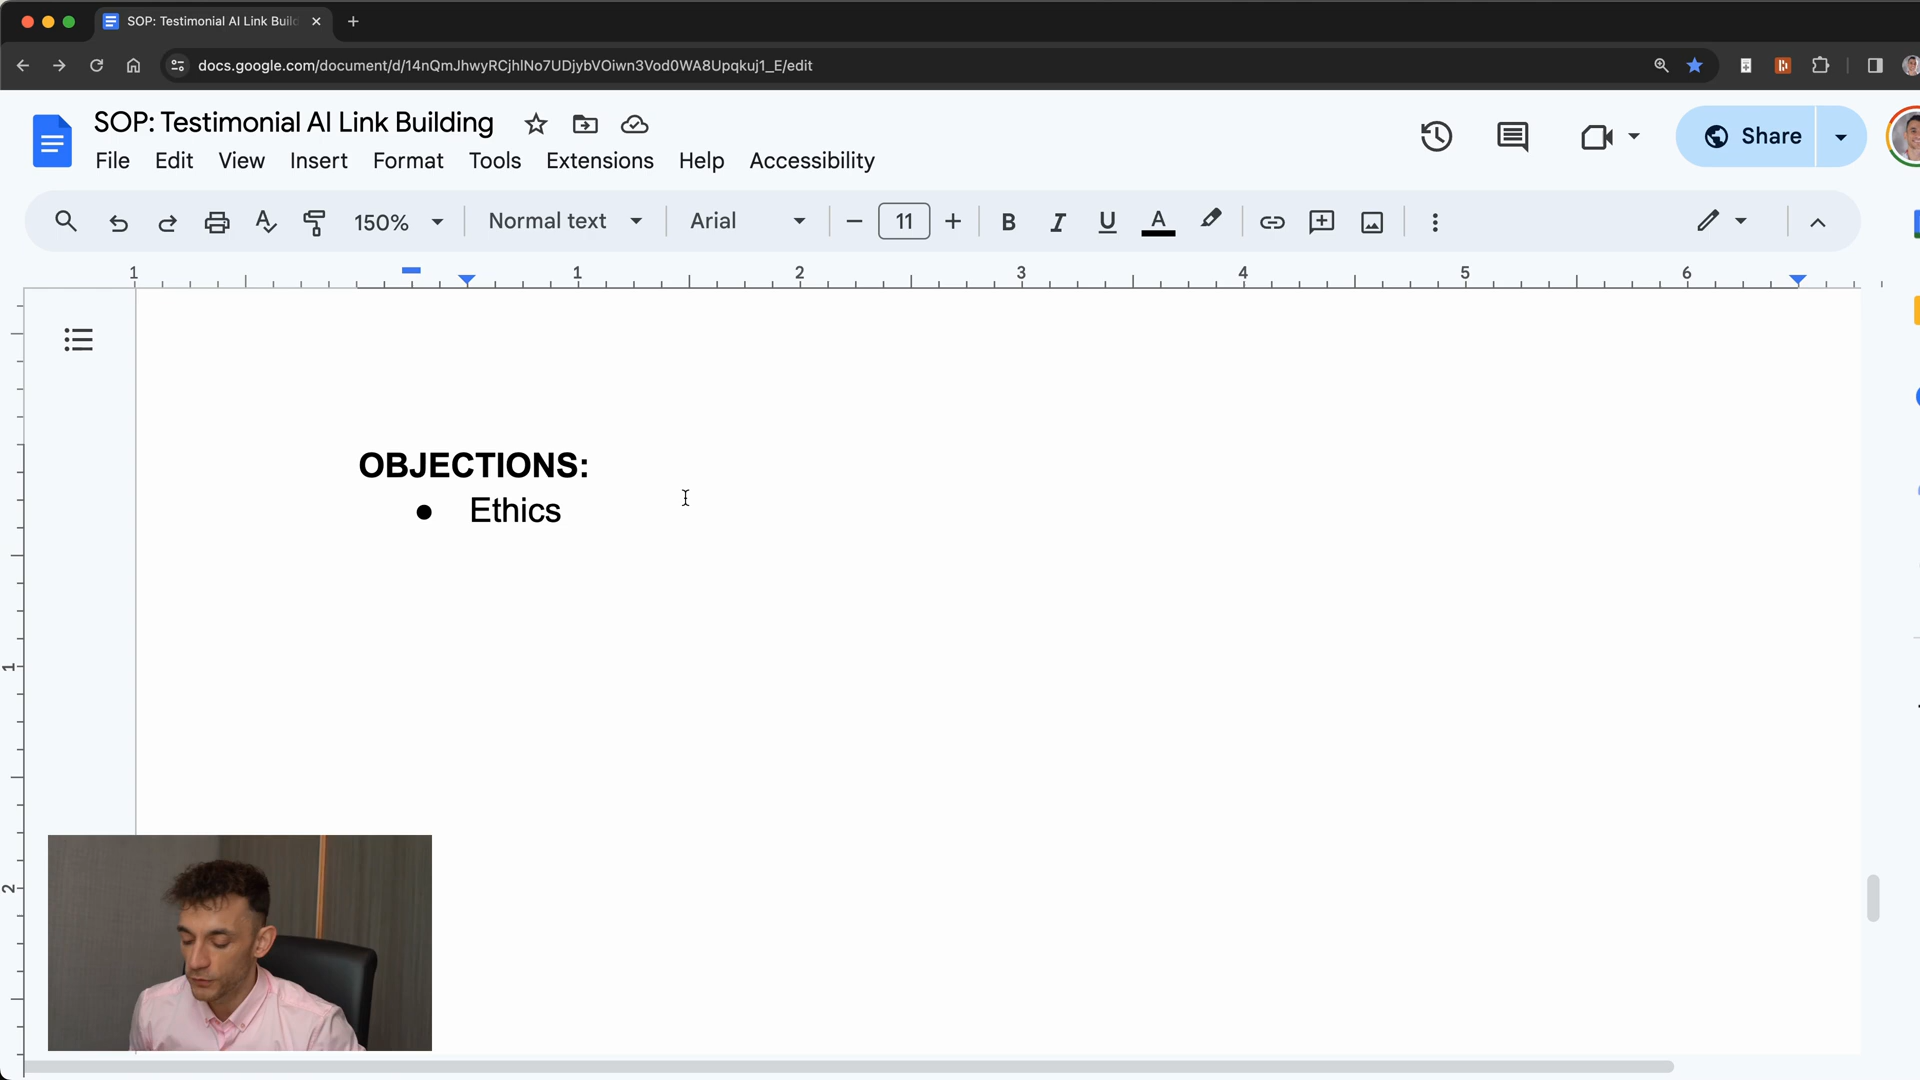 SOP: Testimonial AI Link Build
docs.google.com/document/d/14nQmJhwyRCjhlNo7UDjybVOiwn3Vod0WA8Upqkuj1_E/edit
SOP: Testimonial AI Link Building
File Edit View Insert Format Tools Extensions Help Accessibility
Share
150% Normal text Arial 11 B I U A
1 1 2 3 4 5 6
OBJECTIONS:
● Ethics
1
2